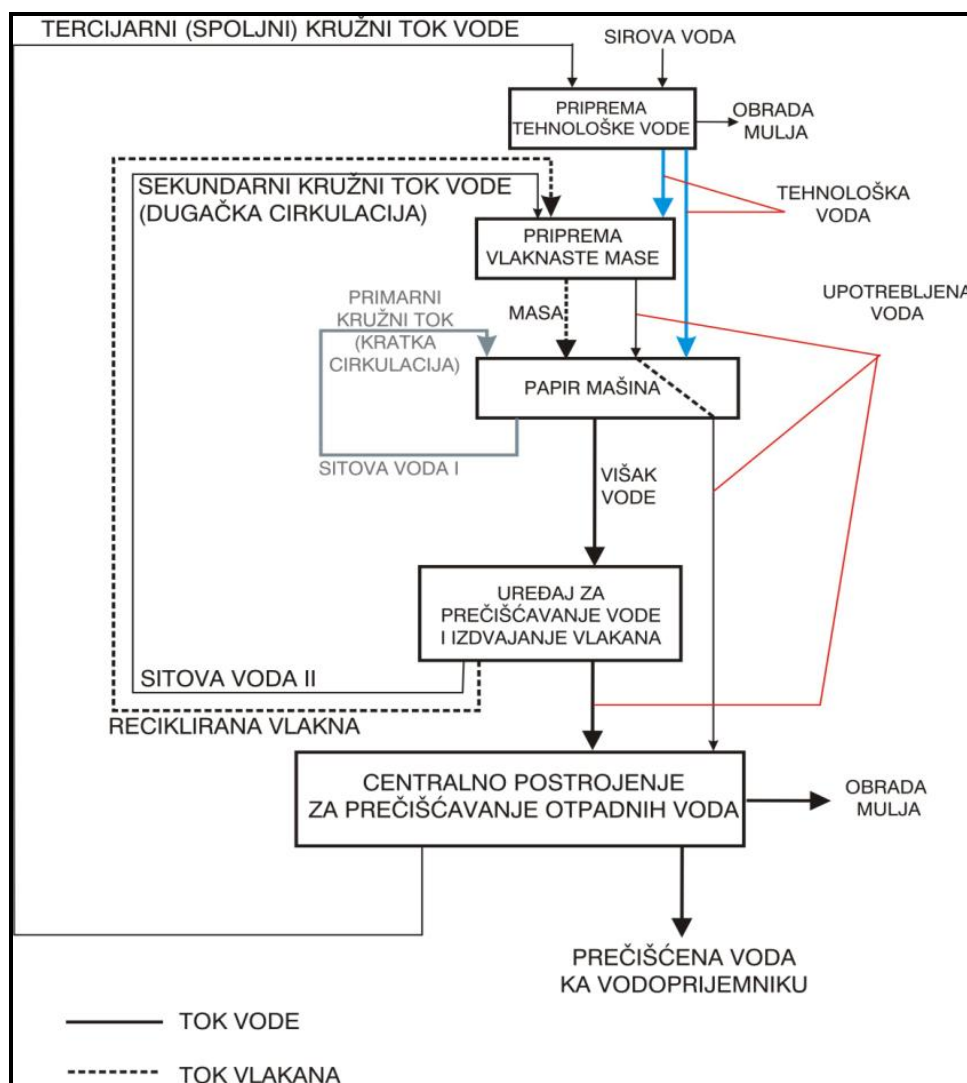 TERCIJARNI (SPOLJNI) KRUŽNI TOK VODE
SIROVA VODA
PRIPREMA
TEHNOLOŠKE VODE
OBRADA
MULJA
SEKUNDARNI KRUŽNI TOK VODE
(DUGAČKA CIRKULACIJA)
TEHNOLOŠKA
VODA
PRIPREMA
VLAKNASTE MASE
UPOTREBLJENA
VODA
PRIMARNI
KRUŽNI TOK
(KRATKA
CIRKULACIJA)
MASA
PAPIR MAŠINA
SITOVA VODA I
VIŠAK
VODE
UREĐAJ ZA
PREČIŠĆAVANJE VODE
I IZDVAJANJE VLAKANA
SITOVA VODA II
RECIKLIRANA VLAKNA
CENTRALNO POSTROJENJE
ZA PREČIŠĆAVANJE OTPADNIH VODA
OBRADA
MULJA
PREČIŠĆENA VODA
KA VODOPRIJEMNIKU
TOK VODE
TOK VLAKANA